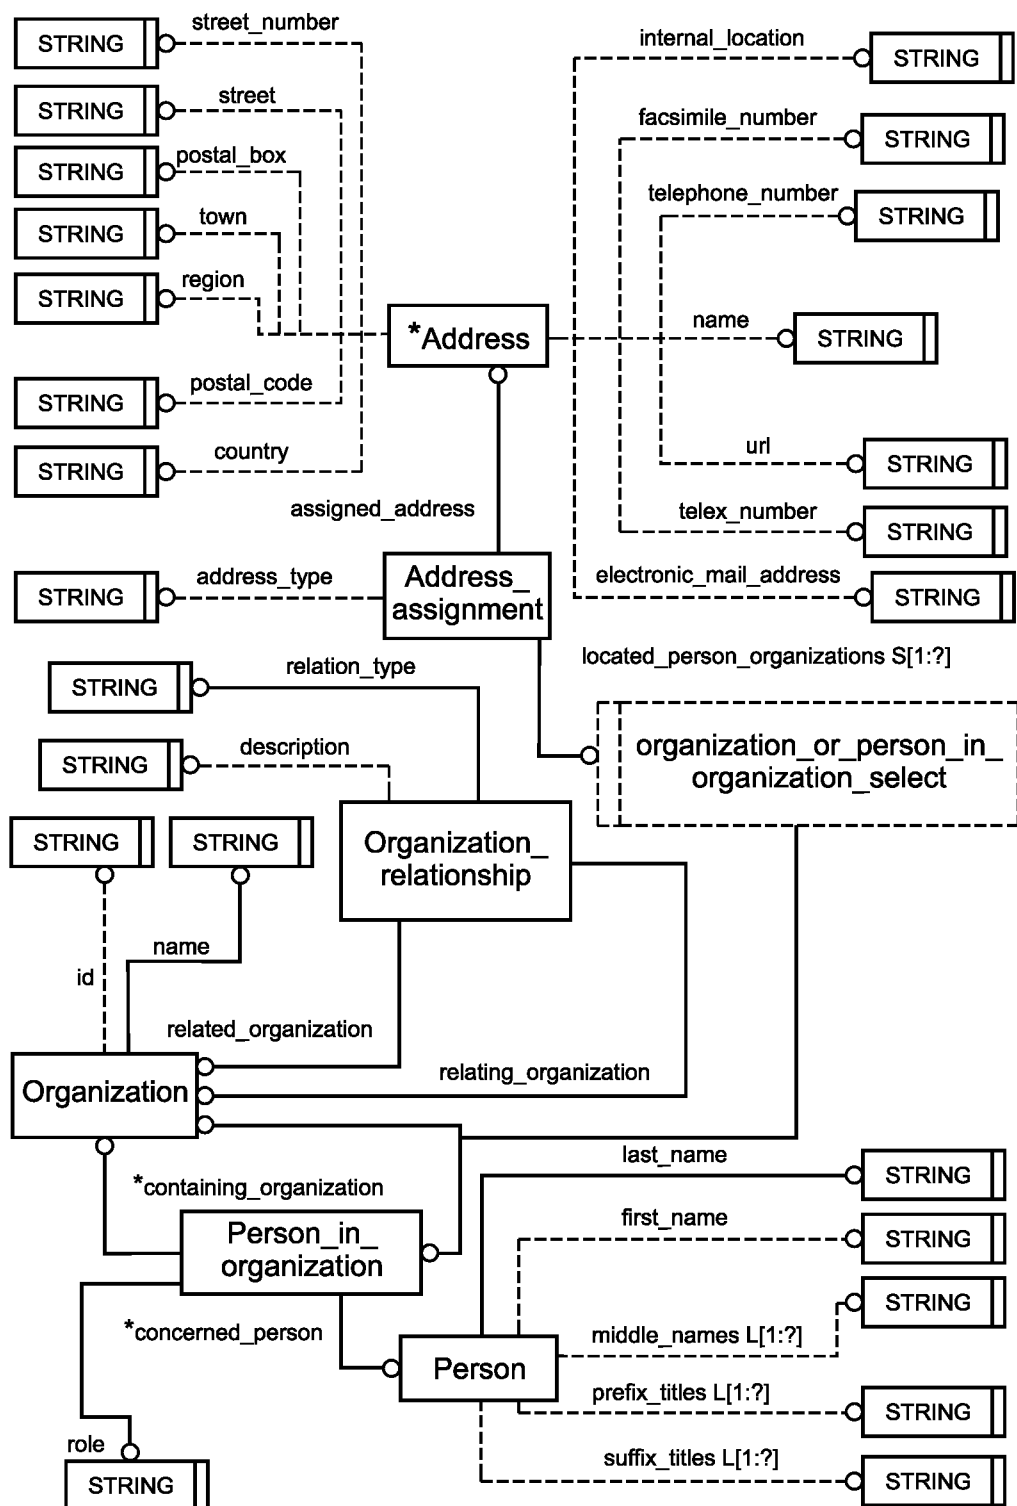 street_number
STRING
street
STRING
postal_box
STRING
town
STRING
region
STRING
postal_code
STRING
country
STRING
internal_location
STRING
facsimile_number
STRING
telephone_number
STRING
*Address
name
STRING
url
STRING
telex_number
STRING
electronic_mail_address
STRING
assigned_address
address_type
STRING
Address_
assignment
located_person_organizations S[1:?]
organization_or_person_in_
organization_select
relation_type
STRING
description
STRING
Organization_
relationship
STRING
STRING
name
id
related_organization
relating_organization
Organization
*containing_organization
Person_in_
organization
*concerned_person
role
STRING
last_name
STRING
first_name
STRING
middle_names L[1:?]
STRING
Person
prefix_titles L[1:?]
STRING
suffix_titles L[1:?]
STRING